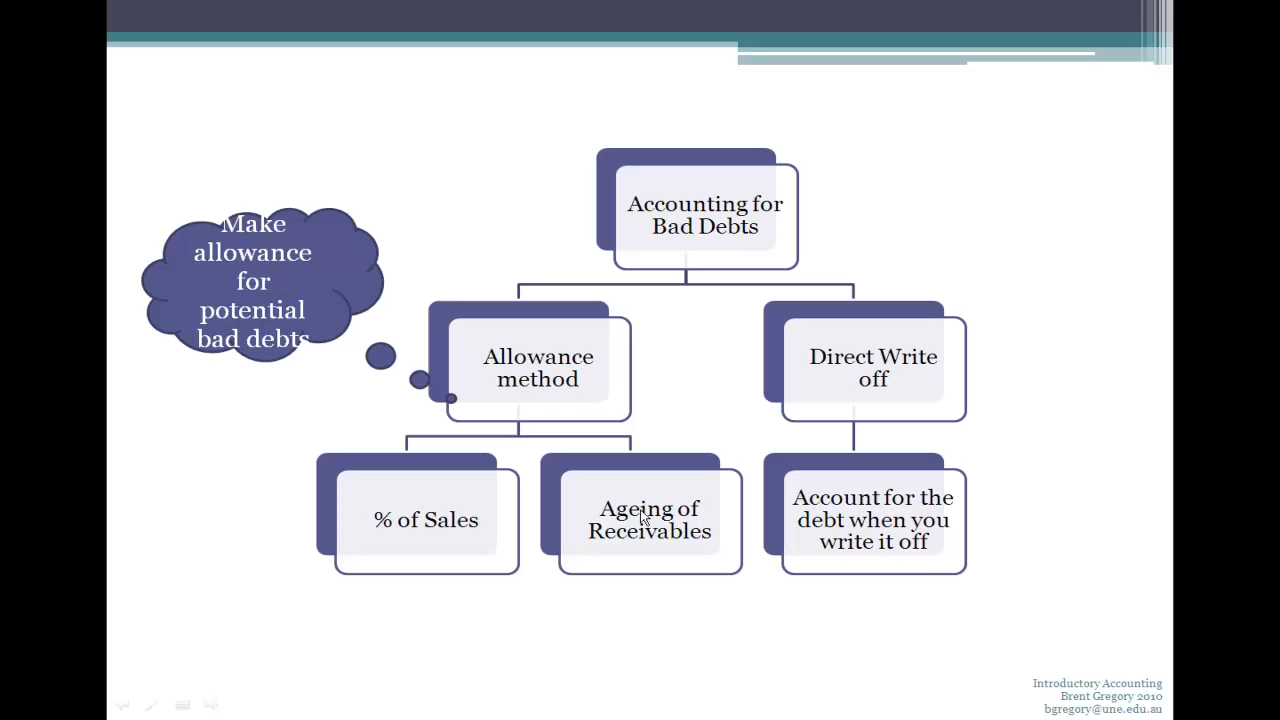 Accounting for
Bad Debts
Make
allowance
for
potential
bad debts
Allowance
method
Direct Write
off
% of Sales
Ageing of
Receivables
Account for the
debt when you
write it off
Introductory Accounting
Brent Gregory 2010
bgregory@une.edu.au